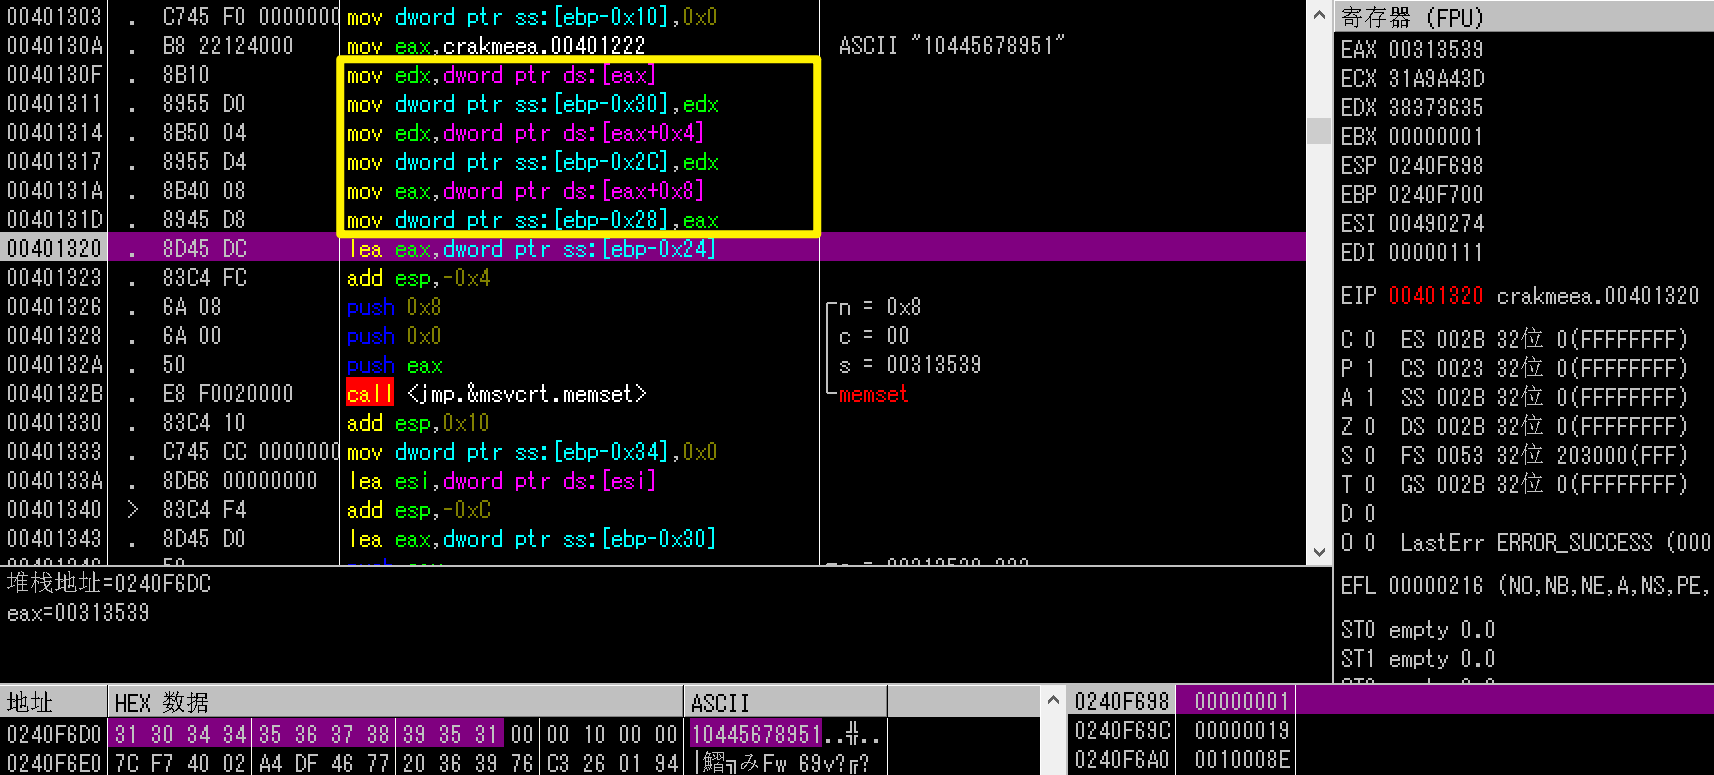 00401303 . C745 F0 0000000 mov dword ptr ss:[ebp-0x10],0x0
0040130A . B8 22124000 mov eax,crakmeea.00401222 ASCII "10445678951"
0040130F . 8B10 mov edx,dword ptr ds:[eax]
00401311 . 8955 D0 mov dword ptr ss:[ebp-0x30],edx
00401314 . 8B50 04 mov edx,dword ptr ds:[eax+0x4]
00401317 . 8955 D4 mov dword ptr ss:[ebp-0x2C],edx
0040131A . 8B40 08 mov eax,dword ptr ds:[eax+0x8]
0040131D . 8945 D8 mov dword ptr ss:[ebp-0x28],eax
00401320 . 8D45 DC lea eax,dword ptr ss:[ebp-0x24]
00401323 . 83C4 FC add esp,-0x4
00401326 . 6A 08 push 0x8 n = 0x8
00401328 . 6A 00 push 0x0 c = 00
0040132A . 50 push eax s = 00313539
0040132B . E8 F0020000 call <jmp.&msvcrt.memset> memset
00401330 . 83C4 10 add esp,0x10
00401333 . C745 CC 0000000 mov dword ptr ss:[ebp-0x34],0x0
0040133A . 8DB6 00000000 lea esi,dword ptr ds:[esi]
00401340 > 83C4 F4 add esp,-0xC
00401343 . 8D45 D0 lea eax,dword ptr ss:[ebp-0x30]
堆栈地址=0240F6DC
eax=00313539
寄存器 (FPU)
EAX 00313539
ECX 31A9A43D
EDX 38373635
EBX 00000001
ESP 0240F698
EBP 0240F700
ESI 00490274
EDI 00000111
EIP 00401320 crakmeea.00401320
C 0 ES 002B 32位 0(FFFFFFFF)
P 1 CS 0023 32位 0(FFFFFFFF)
A 1 SS 002B 32位 0(FFFFFFFF)
Z 0 DS 002B 32位 0(FFFFFFFF)
S 0 FS 0053 32位 203000(FFF)
T 0 GS 002B 32位 0(FFFFFFFF)
D 0
O 0 LastErr ERROR_SUCCESS (000
EFL 00000216 (NO,NB,NE,A,NS,PE,
ST0 empty 0.0
ST1 empty 0.0
地址 HEX 数据 ASCII
0240F6D0 31 30 34 34 35 36 37 38 39 35 31 00 00 10 00 00 10445678951..╬..
0240F6E0 7C F7 40 02 A4 DF 46 77 20 36 39 76 C3 26 01 94
0240F698 00000001
0240F69C 00000019
0240F6A0 0010008E